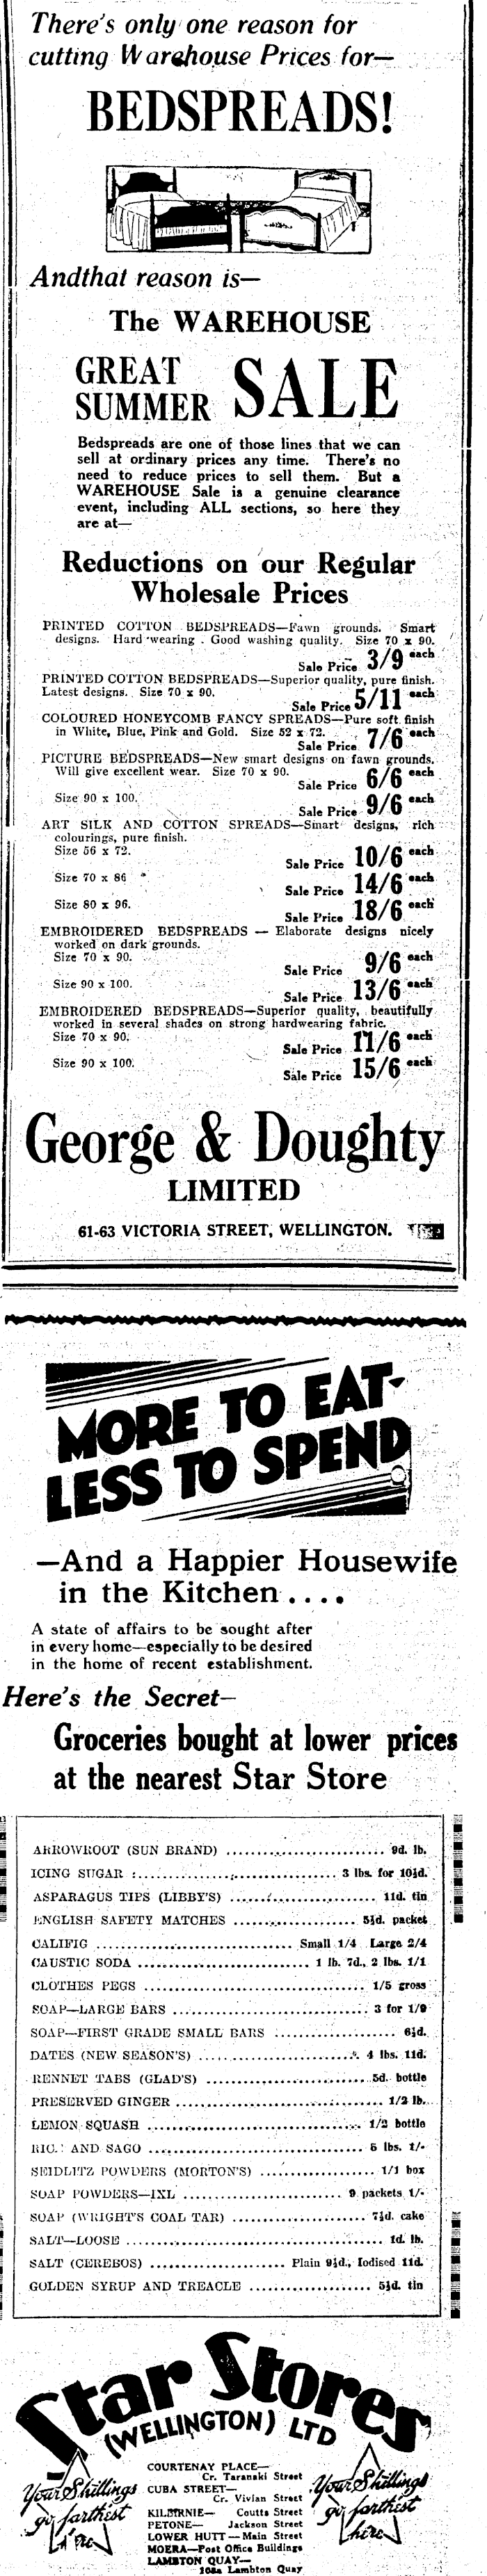 There's only one reason for
cutting Warehouse Prices for—
BEDSPREADS!
Andthat reason is—
The WAREHOUSE
GREAT
SUMMER SALE
Bedspreads are one of those lines that we can
sell at ordinary prices any time. There's no
need to reduce prices to sell them. But a
WAREHOUSE Sale is a genuine clearance
event, including ALL sections, so here they
are at—
Reductions on our Regular
Wholesale Prices
PRINTED COTTON BEDSPREADS—Fawn grounds. Smart
designs. Hard wearing. Good washing quality. Size 70 x 90.
Sale Price 3/9 each
PRINTED COTTON BEDSPREADS—Superior quality, pure finish.
Latest designs. Size 70 x 90.
Sale Price 5/11 each
COLOURED HONEYCOMB FANCY SPREADS—Pure soft finish
in White, Blue, Pink and Gold. Size 52 x 72.
Sale Price 7/6 each
PICTURE BEDSPREADS—New smart designs on fawn grounds.
Will give excellent wear. Size 70 x 90.
Sale Price 6/6 each
Size 90 x 100.
Sale Price 9/6 each
ART SILK AND COTTON SPREADS—Smart designs, rich
colourings, pure finish.
Size 56 x 72.
Sale Price 10/6 each
Size 70 x 86
Sale Price 14/6 each
Size 80 x 96.
Sale Price 18/6 each
EMBROIDERED BEDSPREADS — Elaborate designs nicely
worked on dark grounds.
Size 70 x 90.
Sale Price 9/6 each
Size 90 x 100.
Sale Price 13/6 each
EMBROIDERED BEDSPREADS—Superior quality, beautifully
worked in several shades on strong hardwearing fabric.
Size 70 x 90.
Sale Price 11/6 each
Size 90 x 100.
Sale Price 15/6 each
George & Doughty
LIMITED
61-63 VICTORIA STREET, WELLINGTON.
MORE TO EAT-
LESS TO SPEND
—And a Happier Housewife
in the Kitchen....
A state of affairs to be sought after
in every home—especially to be desired
in the home of recent establishment.
Here's the Secret—
Groceries bought at lower prices
at the nearest Star Store
ARROWROOT (SUN BRAND) 9d. lb.
ICING SUGAR 3 lbs. for 10½d.
ASPARAGUS TIPS (LIBBY'S) 11d. tin
ENGLISH SAFETY MATCHES 5½d. packet
CALIFIG Small 1/4 Large 2/4
CAUSTIC SODA 1 lb. 7d., 2 lbs. 1/1
CLOTHES PEGS 1/5 gross
SOAP—LARGE BARS 3 for 1/9
SOAP—FIRST GRADE SMALL BARS 6½d.
DATES (NEW SEASON'S) 4 lbs. 11d.
RENNET TABS (GLAD'S) 5d. bottle
PRESERVED GINGER 1/2 lb.
LEMON SQUASH 1/2 bottle
AND SAGO 5 lbs. 1/-
SEIDLITZ POWDERS (MORTON'S) 1/1 box
SOAP POWDERS—IXL 9 packets 1/-
SOAP (WRIGHT'S COAL TAR) 7½d. cake
SALT—LOOSE 1d. lb.
SALT (CEREBOS) Plain 9½d., Iodised 11d.
GOLDEN SYRUP AND TREACLE 5½d. tin
Star Stores
(WELLINGTON) LTD
Your Shillings
go farthest
here
COURTENAY PLACE—
Cr. Taranaki Street
CUBA STREET—
Cr. Vivian Street
KILBIRNIE— Coutts Street
PETONE— Jackson Street
LOWER HUTT—Main Street
MOERA—Post Office Buildings
LAMBTON QUAY—
108a Lambton Quay
Your Shillings
go farthest
here